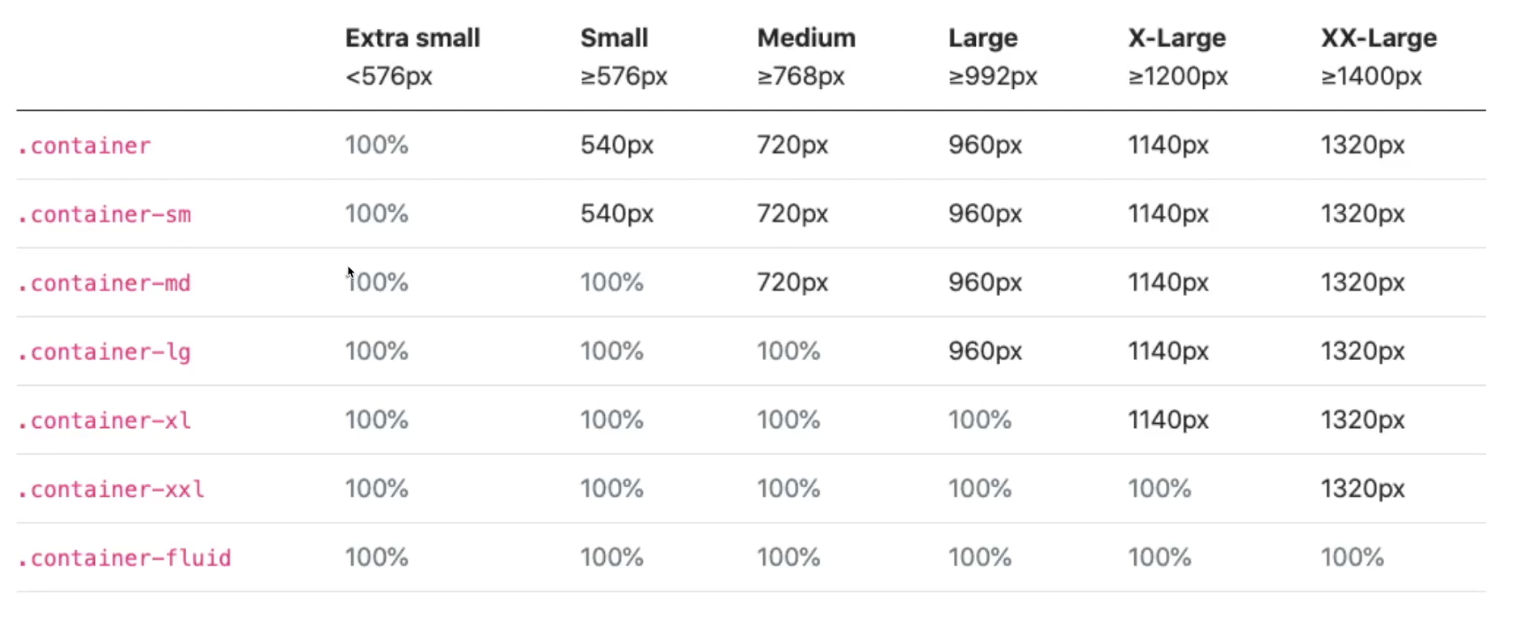 Extra small Small Medium Large X-Large XX-Large
<576px ≥576px ≥768px ≥992px ≥1200px ≥1400px
.container 100% 540px 720px 960px 1140px 1320px
.container-sm 100% 540px 720px 960px 1140px 1320px
.container-md 100% 100% 720px 960px 1140px 1320px
.container-lg 100% 100% 100% 960px 1140px 1320px
.container-xl 100% 100% 100% 100% 1140px 1320px
.container-xxl 100% 100% 100% 100% 100% 1320px
.container-fluid 100% 100% 100% 100% 100% 100%